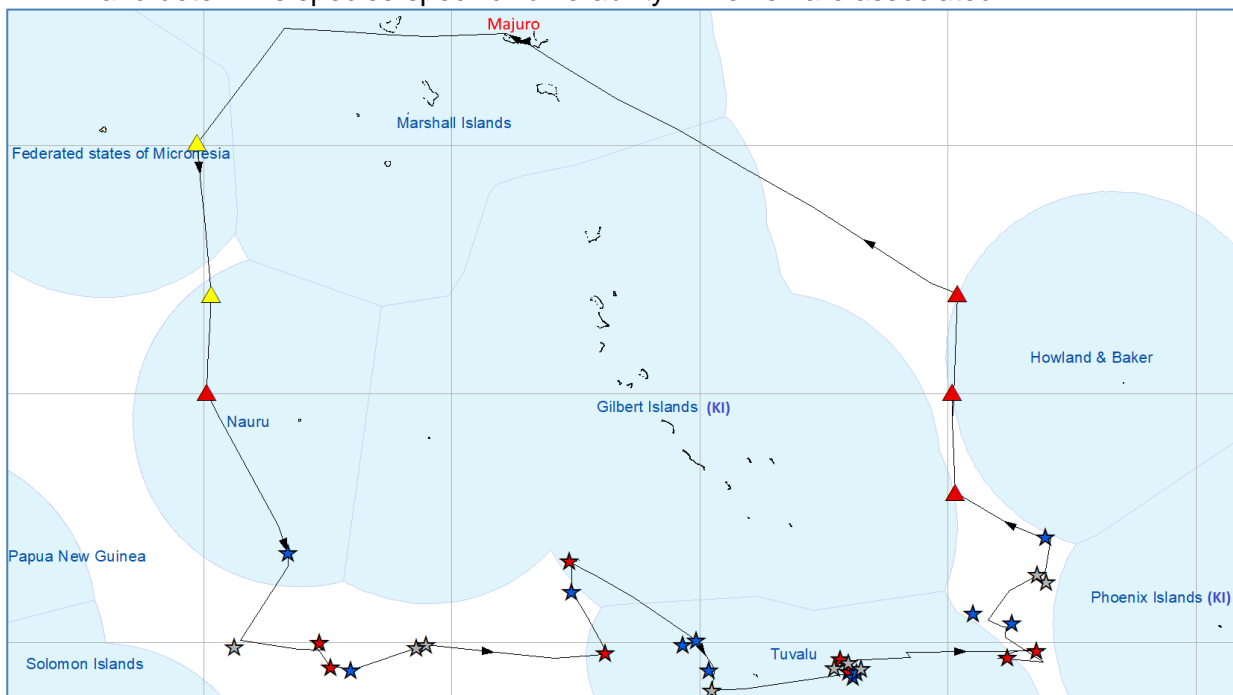 Majuro
Marshall Islands
Federated states of Micronesia
Howland & Baker
Gilbert Islands (KI)
Nauru
Papua New Guinea
Phoenix Islands (KI)
Tuvalu
Solomon Islands